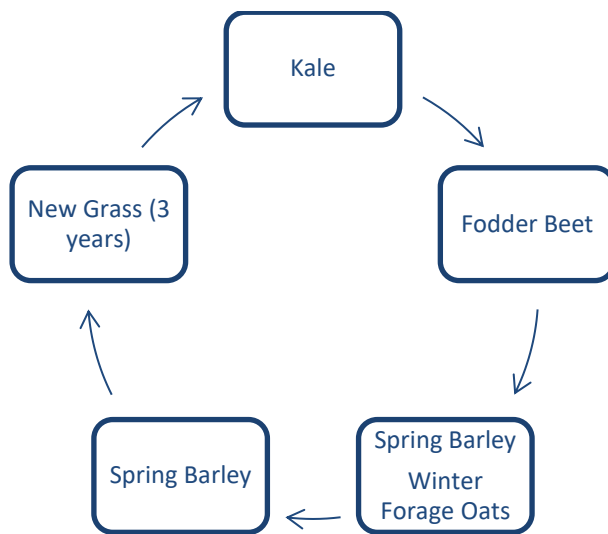 Kale
Fodder Beet
Spring Barley
Winter
Forage Oats
Spring Barley
New Grass (3
years)